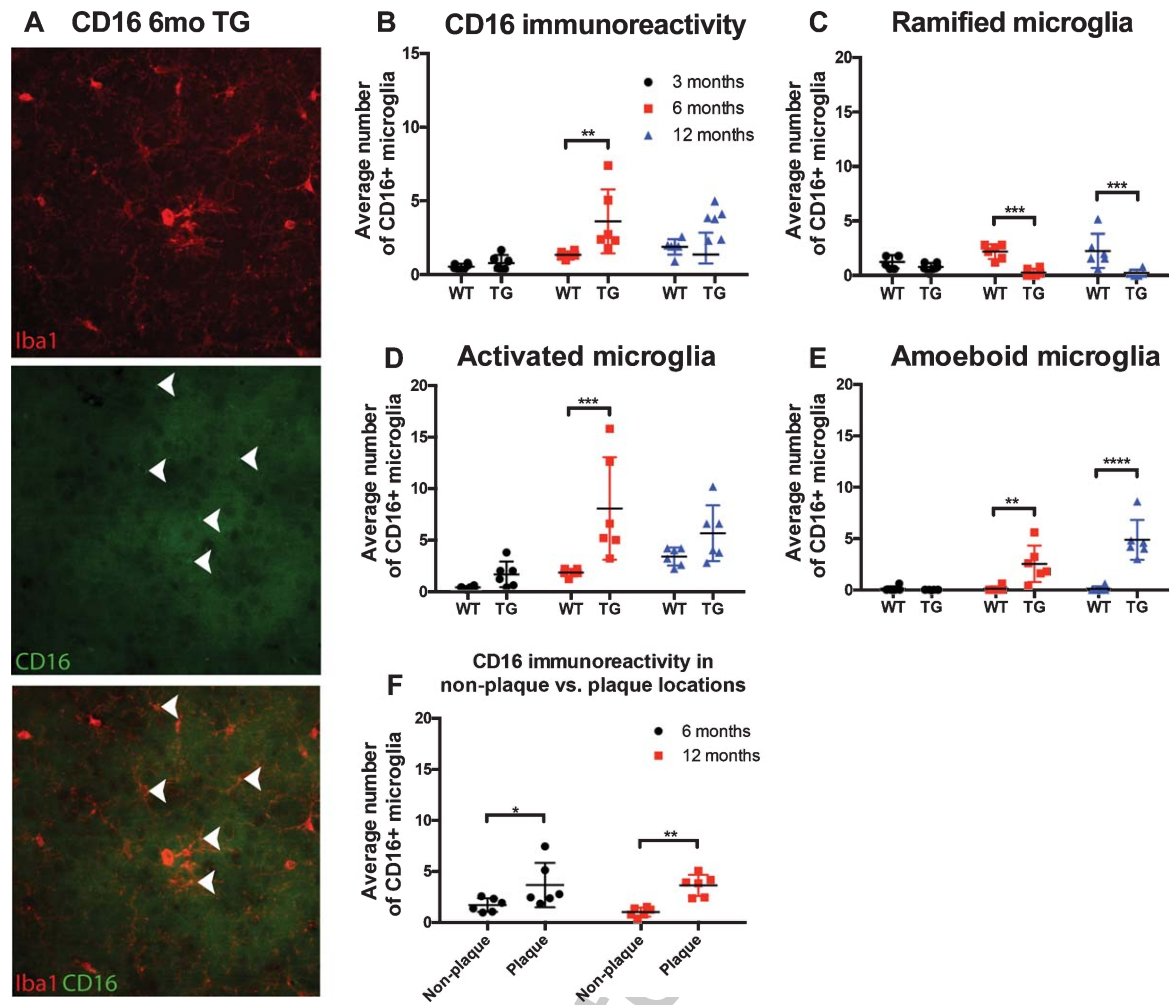 A CD16 6mo TG
Iba1
CD16
Iba1 CD16
B CD16 immunoreactivity
Average number
of CD16+ microglia
15
10
5
0
3 months
6 months
12 months
**
WT TG WT TG WT TG
C Ramified microglia
Average number
of CD16+ microglia
20
15
10
5
0
***
***
WT TG WT TG WT TG
D Activated microglia
Average number
of CD16+ microglia
20
15
10
5
0
***
WT TG WT TG WT TG
E Amoeboid microglia
Average number
of CD16+ microglia
20
15
10
5
0
**
****
WT TG WT TG WT TG
F CD16 immunoreactivity in
non-plaque vs. plaque locations
Average number
of CD16+ microglia
20
15
10
5
0
6 months
12 months
*
**
Non-plaque Plaque Non-plaque Plaque